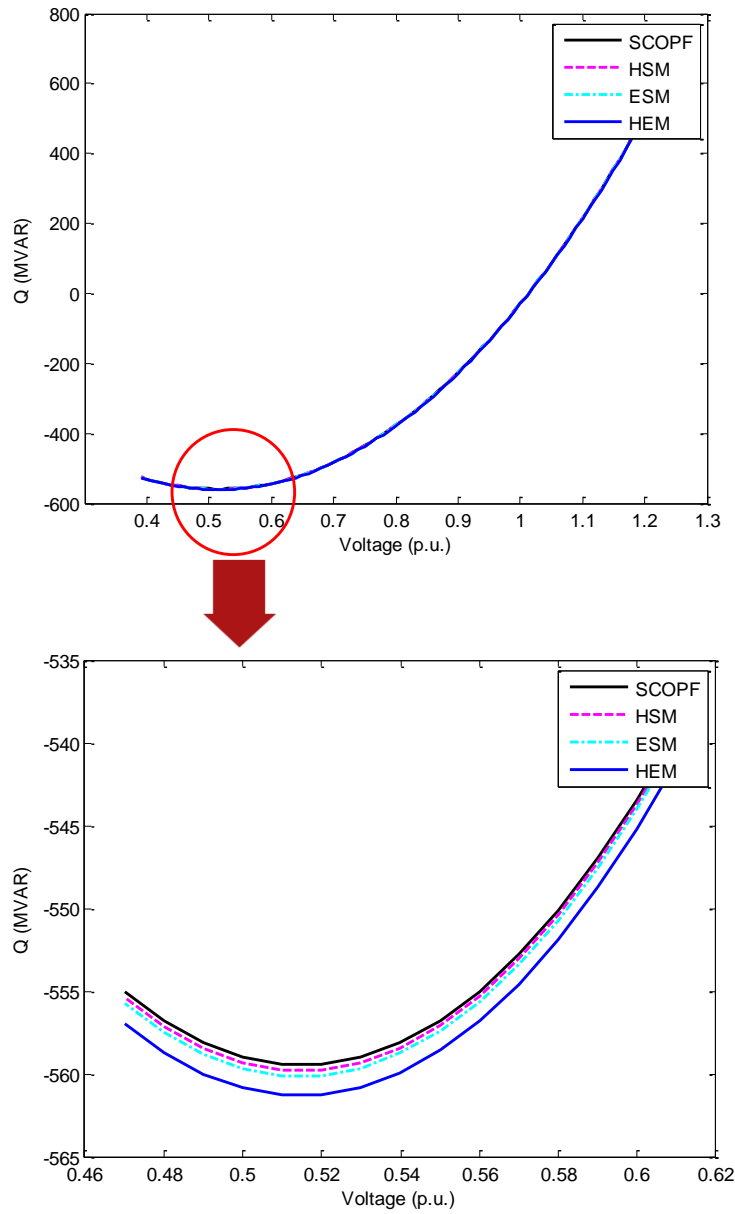 800
600
400
200
0
-200
-400
-600
Q (MVAR)
0.4 0.5 0.6 0.7 0.8 0.9 1 1.1 1.2 1.3
Voltage (p.u.)
SCOPF
HSM
ESM
HEM
-535
-540
-545
-550
-555
-560
-565
Q (MVAR)
0.46 0.48 0.5 0.52 0.54 0.56 0.58 0.6 0.62
Voltage (p.u.)
SCOPF
HSM
ESM
HEM